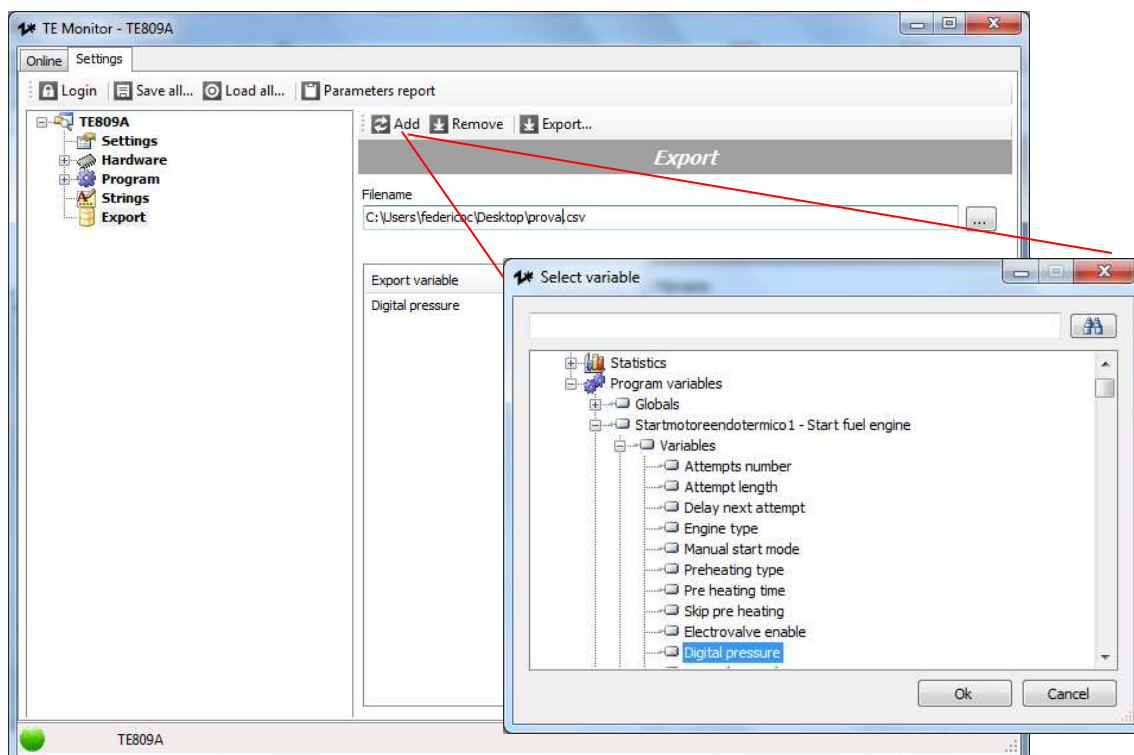 TE Monitor - TE809A
Online Settings
Login Save all... Load all... Parameters report
TE809A
Settings
Hardware
Program
Strings
Export
Add Remove Export...
Export
Filename
C:\Users\federicoc\Desktop\prova.csv
...
Export variable
Digital pressure
Select variable
Statistics
Program variables
Globals
Startmotoreendotermico1 - Start fuel engine
Variables
Attempts number
Attempt length
Delay next attempt
Engine type
Manual start mode
Preheating type
Pre heating time
Skip pre heating
Electrovalve enable
Digital pressure
Ok Cancel
TE809A